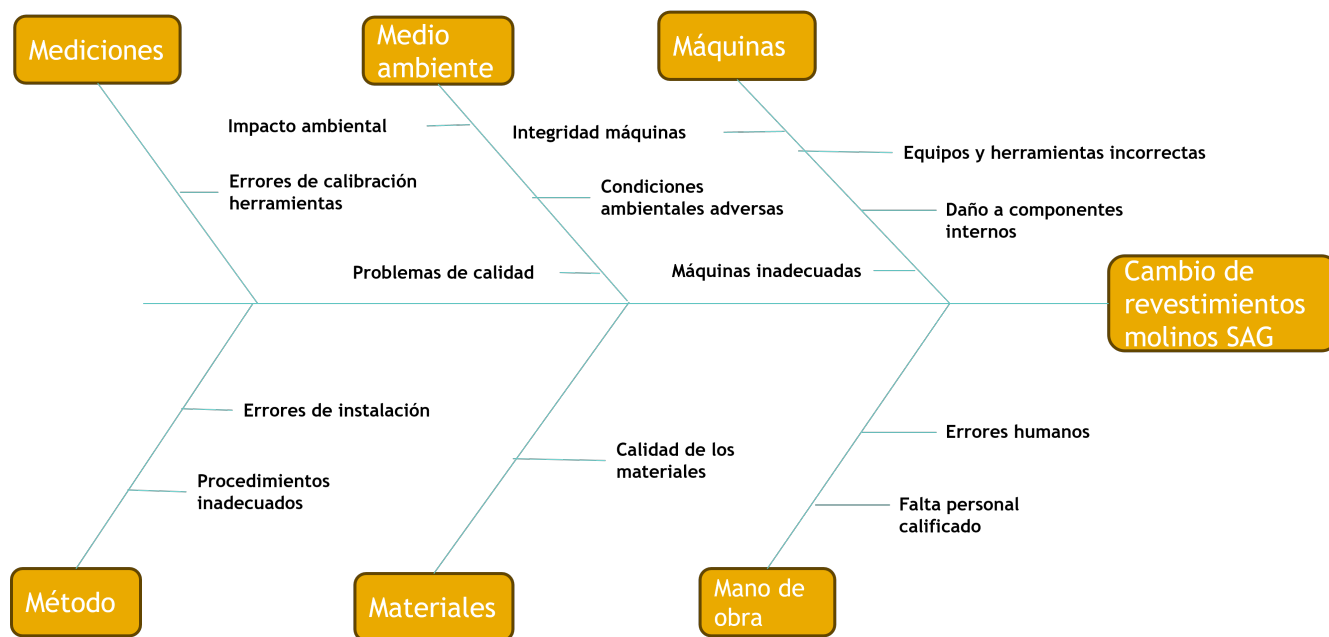 Mediciones
Medio
ambiente
Máquinas
Impacto ambiental
Integridad máquinas
Equipos y herramientas incorrectas
Errores de calibración
herramientas
Condiciones
ambientales adversas
Daño a componentes
internos
Problemas de calidad
Máquinas inadecuadas
Cambio de
revestimientos
molinos SAG
Errores de instalación
Calidad de los
materiales
Errores humanos
Procedimientos
inadecuados
Falta personal
calificado
Método
Materiales
Mano de
obra